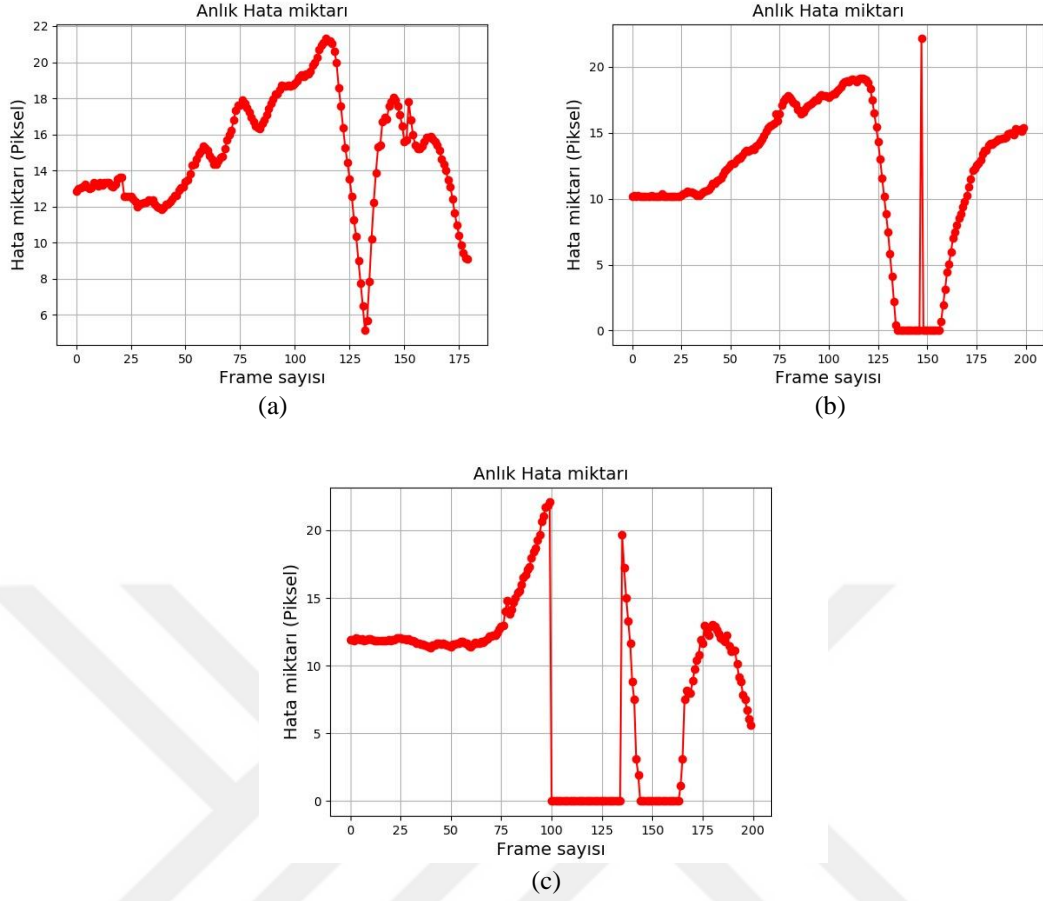 Anlık Hata miktarı
Hata miktarı (Piksel)
22
20
18
16
14
12
10
8
6
0 25 50 75 100 125 150 175
Frame sayısı
(a)
Anlık Hata miktarı
Hata miktarı (Piksel)
20
15
10
5
0
0 25 50 75 100 125 150 175 200
Frame sayısı
(b)
Anlık Hata miktarı
Hata miktarı (Piksel)
20
15
10
5
0
0 25 50 75 100 125 150 175 200
Frame sayısı
(c)